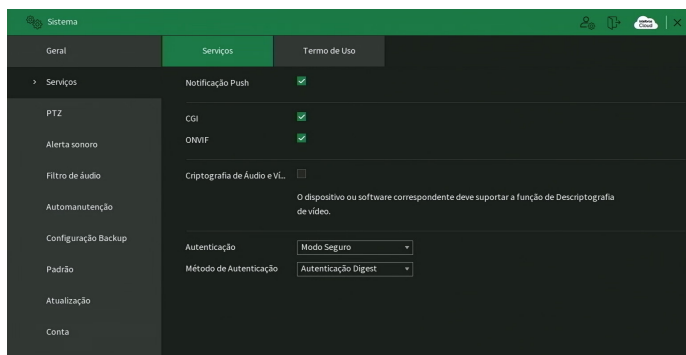 Sistema
intelbras
Cloud
Geral
Serviços
Termo de Uso
Serviços
Notificação Push
PTZ
CGI
Alerta sonoro
ONVIF
Filtro de áudio
Criptografia de Áudio e Ví...
O dispositivo ou software correspondente deve suportar a função de Descriptografia
de vídeo.
Automanutenção
Configuração Backup
Autenticação
Modo Seguro
Padrão
Método de Autenticação
Autenticação Digest
Atualização
Conta